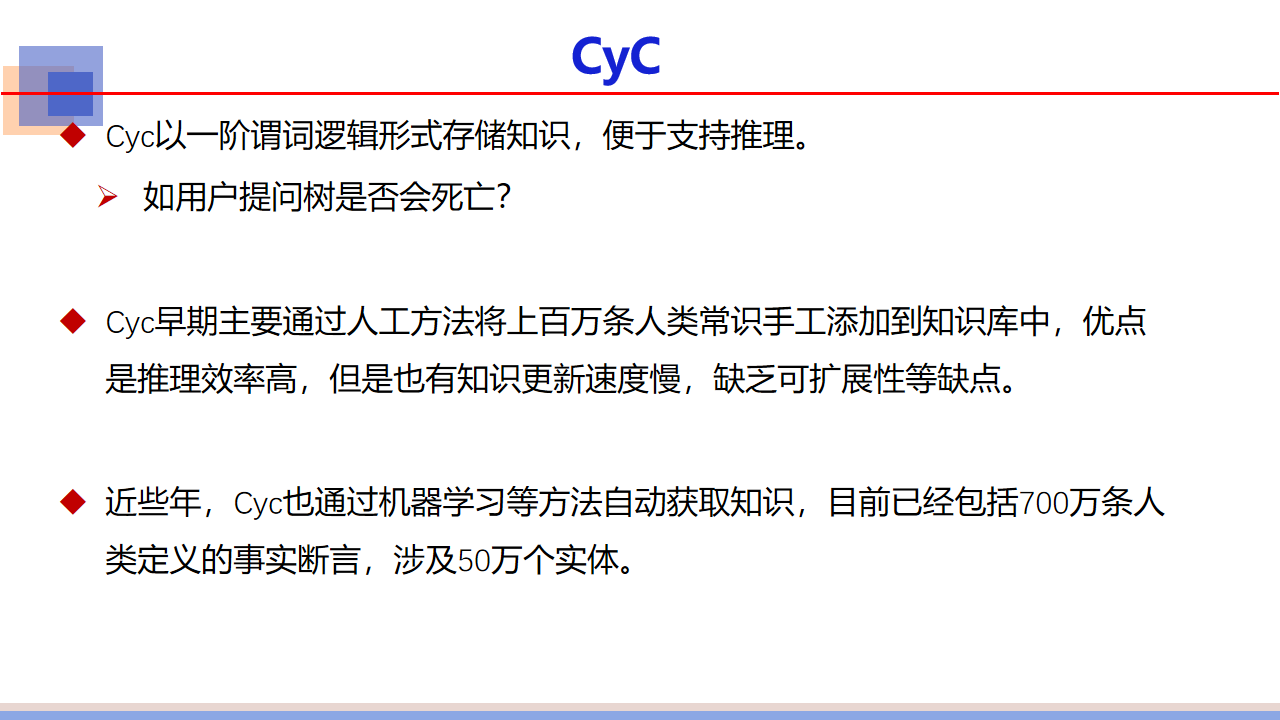 CyC
Cyc以一阶谓词逻辑形式存储知识，便于支持推理。
如用户提问树是否会死亡？
Cyc早期主要通过人工方法将上百万条人类常识手工添加到知识库中，优点
是推理效率高，但是也有知识更新速度慢，缺乏可扩展性等缺点。
近些年，Cyc也通过机器学习等方法自动获取知识，目前已经包括700万条人
类定义的事实断言，涉及50万个实体。